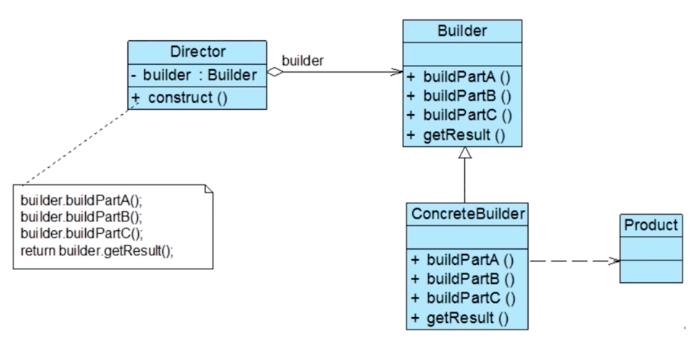 Director
- builder : Builder
+ construct ()
builder
Builder
+ buildPartA ()
+ buildPartB ()
+ buildPartC ()
+ getResult ()
builder.buildPartA();
builder.buildPartB();
builder.buildPartC();
return builder.getResult();
ConcreteBuilder
+ buildPartA ()
+ buildPartB ()
+ buildPartC ()
+ getResult ()
Product